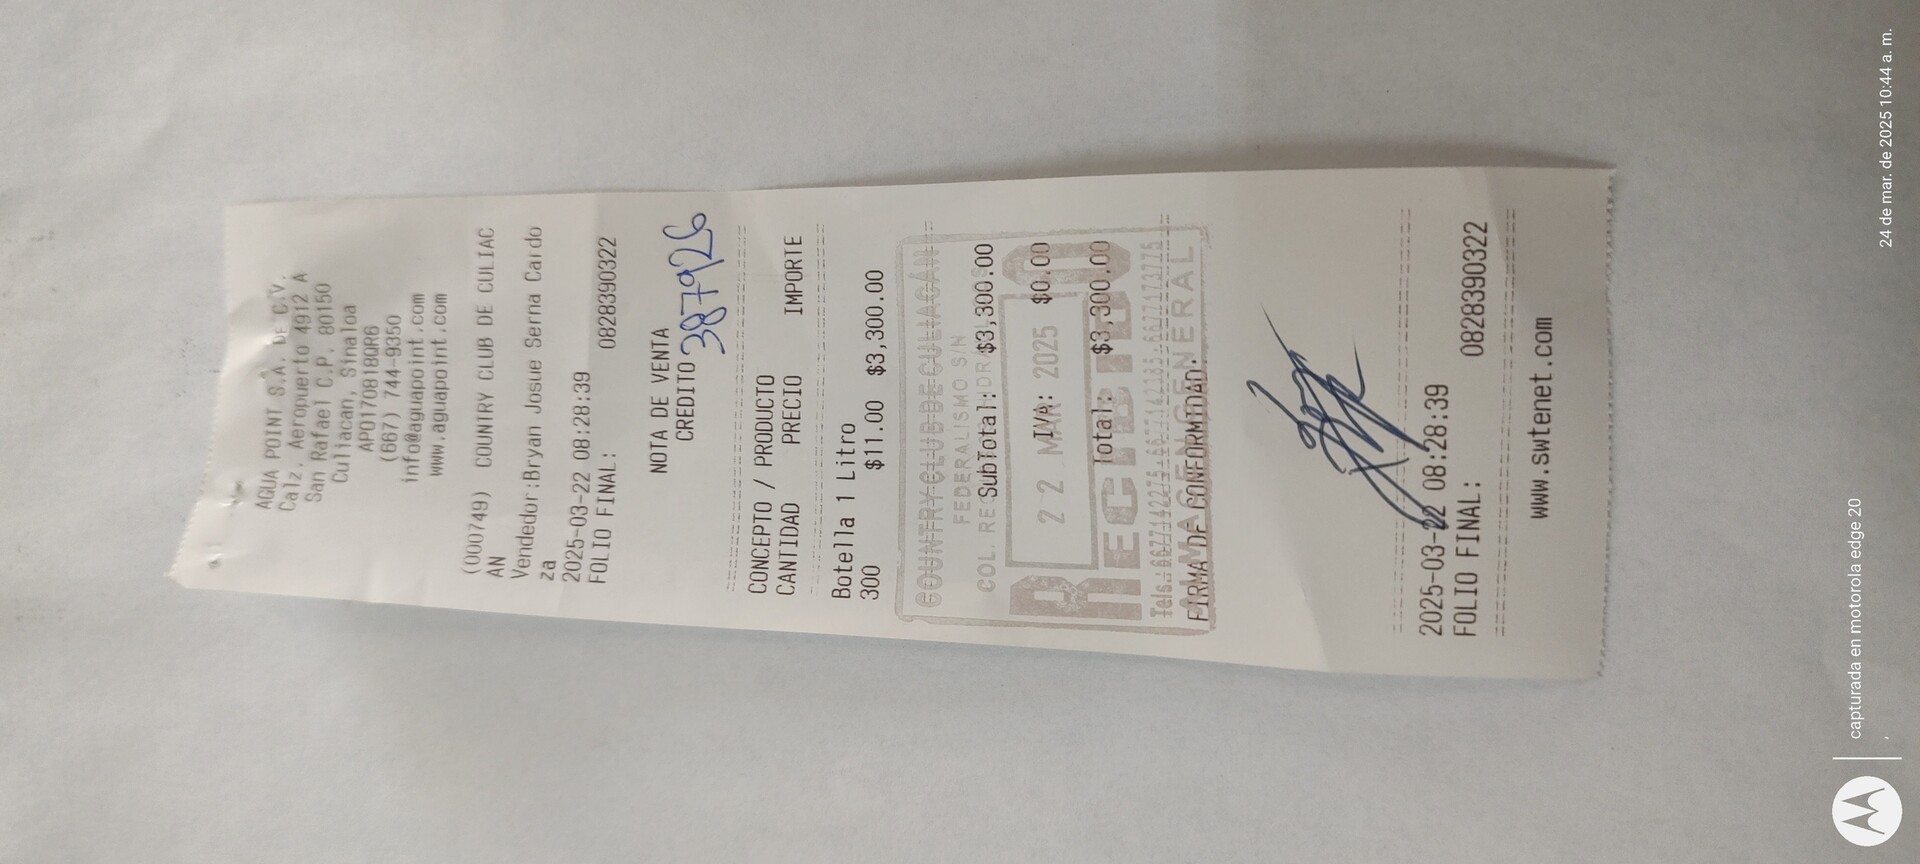 AGUA POINT S.A. DE C.V.
Calz. Aeropuerto 4912 A
San Rafael C.P. 80150
Culiacan, Sinaloa
APO170818QR6
(667) 744-9350
info@aguapoint.com
www.aguapoint.com
(000749) COUNTRY CLUB DE CULIAC
AN
Vendedor:Bryan Josue Serna Cardo
za
2025-03-22 08:28:39
FOLIO FINAL: 0828390322
NOTA DE VENTA
CREDITO 387926
CONCEPTO / PRODUCTO
CANTIDAD PRECIO IMPORTE
Botella 1 Litro
300 $11.00 $3,300.00
COUNTRY CLUB DE CULIACÁN
FEDERALISMO S/N
COL.
SubTotal: $3,300.00
22 MAR 2025
IVA: $0.00
RECIBIDO
Total: $3,300.00
Tels.
ALMACEN GENERAL
FIRMA DE CONFORMIDAD.
2025-03-22 08:28:39
FOLIO FINAL: 0828390322
www.swtenet.com
capturada en motorola edge 20
24 de mar. de 2025 10:44 a. m.